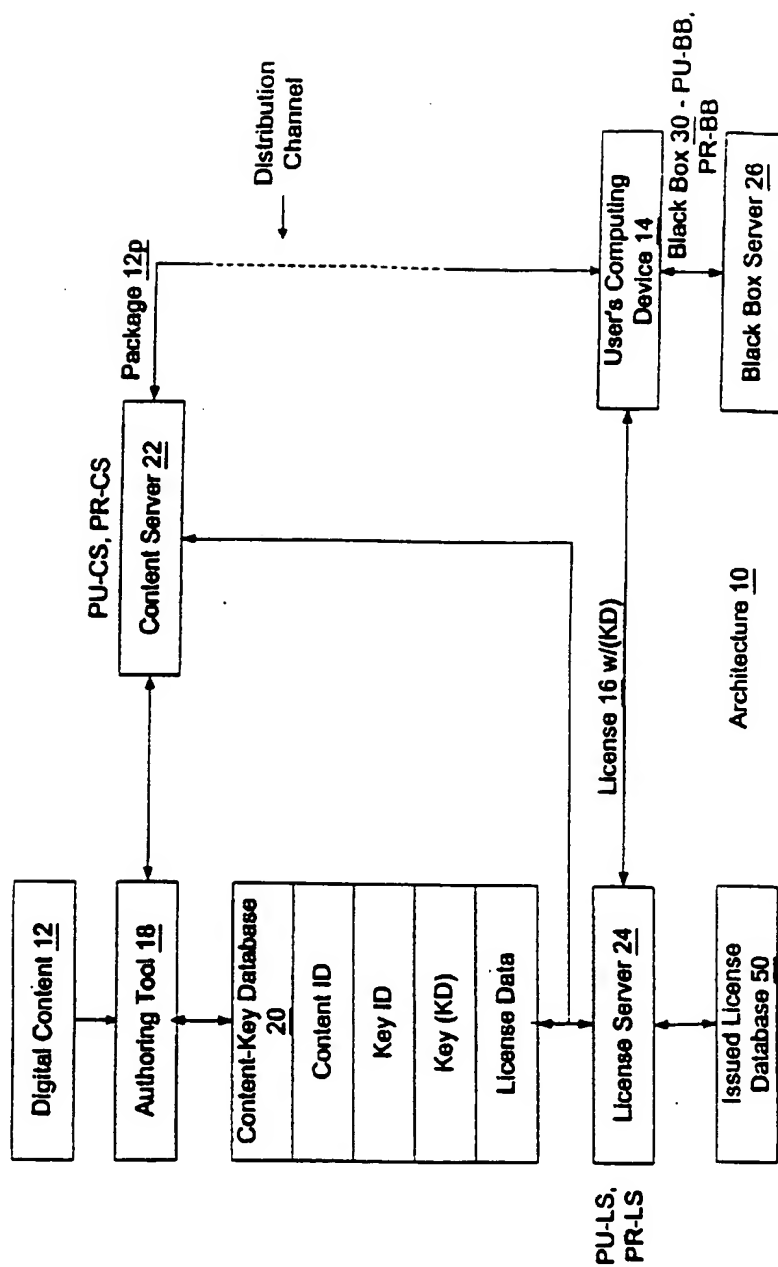 Digital Content 12
Authoring Tool 18
Content-Key Database
20
Content ID
Key ID
Key (KD)
License Data
PU-LS,
PR-LS
License Server 24
Issued License
Database 50
PU-CS, PR-CS
Content Server 22
Package 12p
Distribution
Channel
License 16 w/(KD)
User's Computing
Device 14
Black Box 30 - PU-BB,
PR-BB
Black Box Server 26
Architecture 10